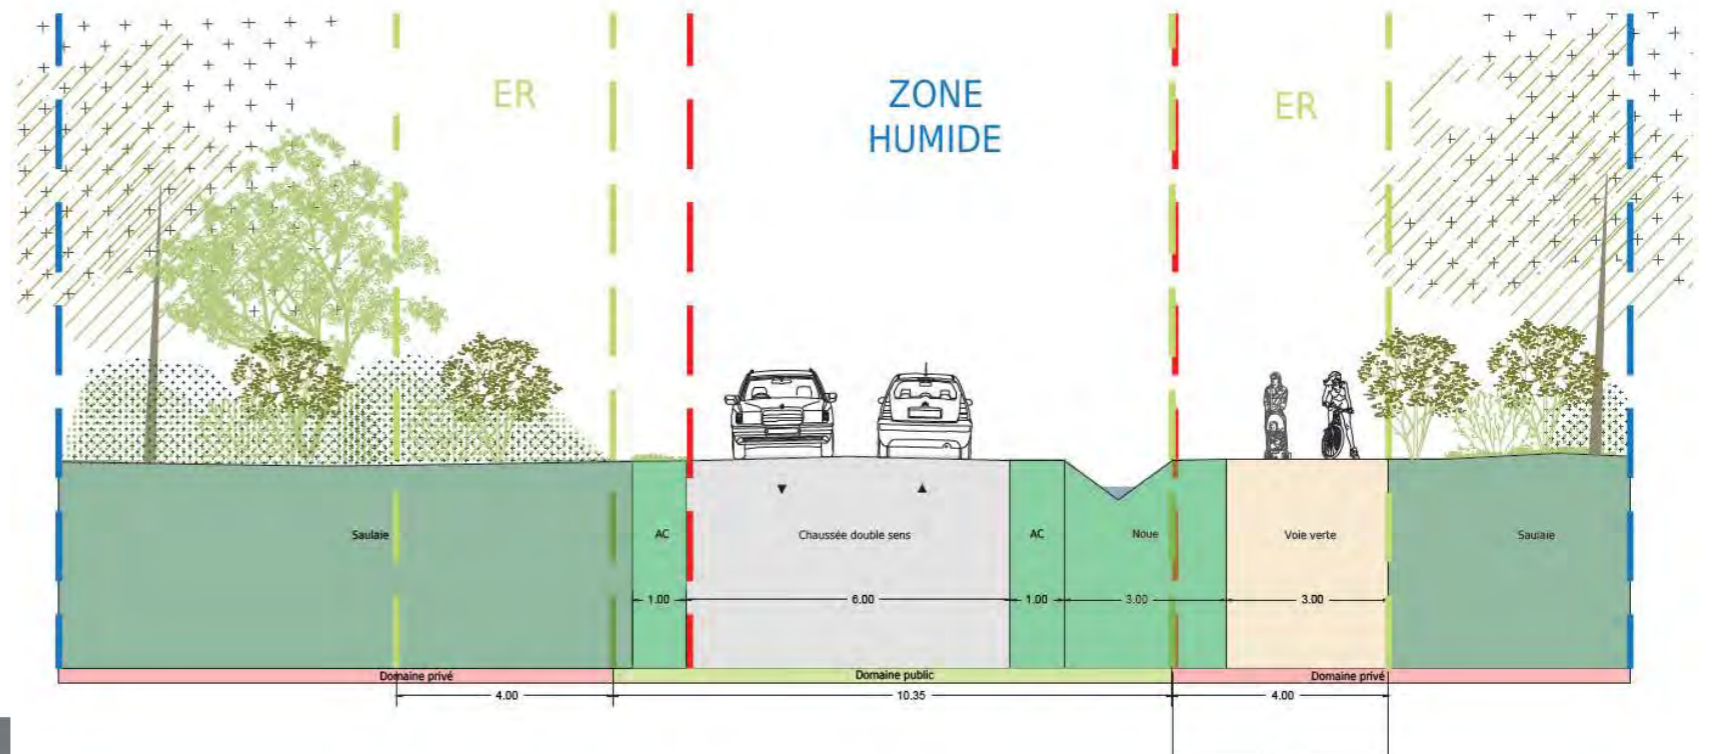 ER
ZONE
HUMIDE
ER
Saulaie
AC
Chaussée double sens
AC
Noue
Voie verte
Saulaie
1.00
6.00
1.00
3.00
3.00
Domaine privé
Domaine public
Domaine privé
4.00
10.35
4.00